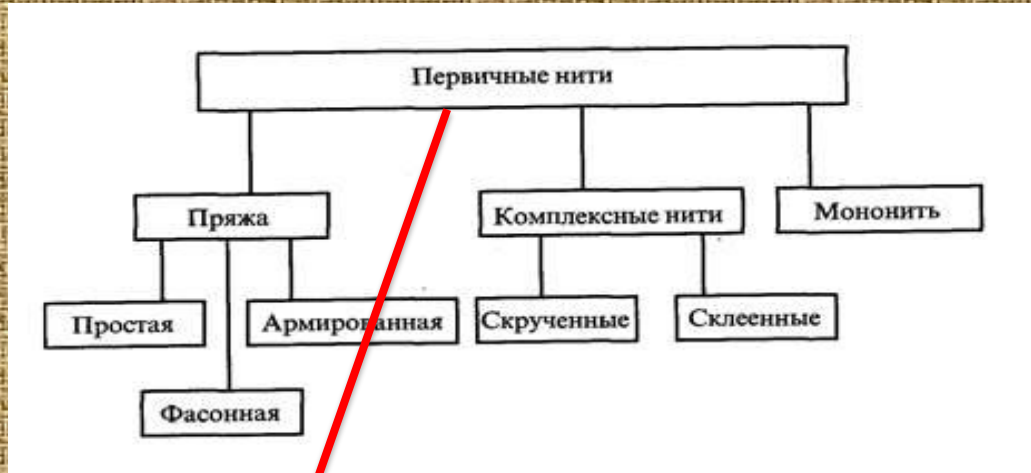 Первичные нити
Пряжа
Комплексные нити
Мононить
Простая
Армированная
Скрученные
Склеенные
Фасонная